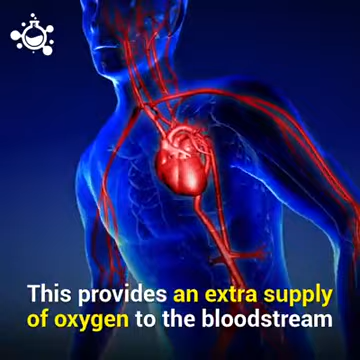 This provides an extra supply
of oxygen to the bloodstream